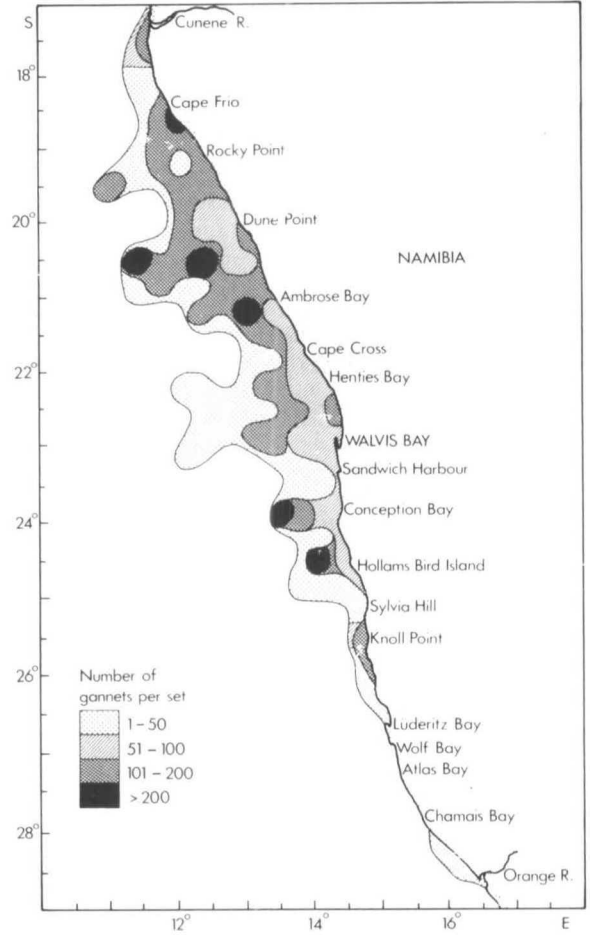 S
Cunene R.
18°
Cape Frio
Rocky Point
20°
Dune Point
NAMIBIA
Ambrose Bay
Cape Cross
22°
Henties Bay
WALVIS BAY
Sandwich Harbour
24°
Conception Bay
Hollams Bird Island
Sylvia Hill
Knoll Point
26°
Number of
gannets per set
1 – 50
51 – 100
101 – 200
> 200
Luderitz Bay
Wolf Bay
Atlas Bay
Chamais Bay
28°
Orange R.
12°
14°
16°
E